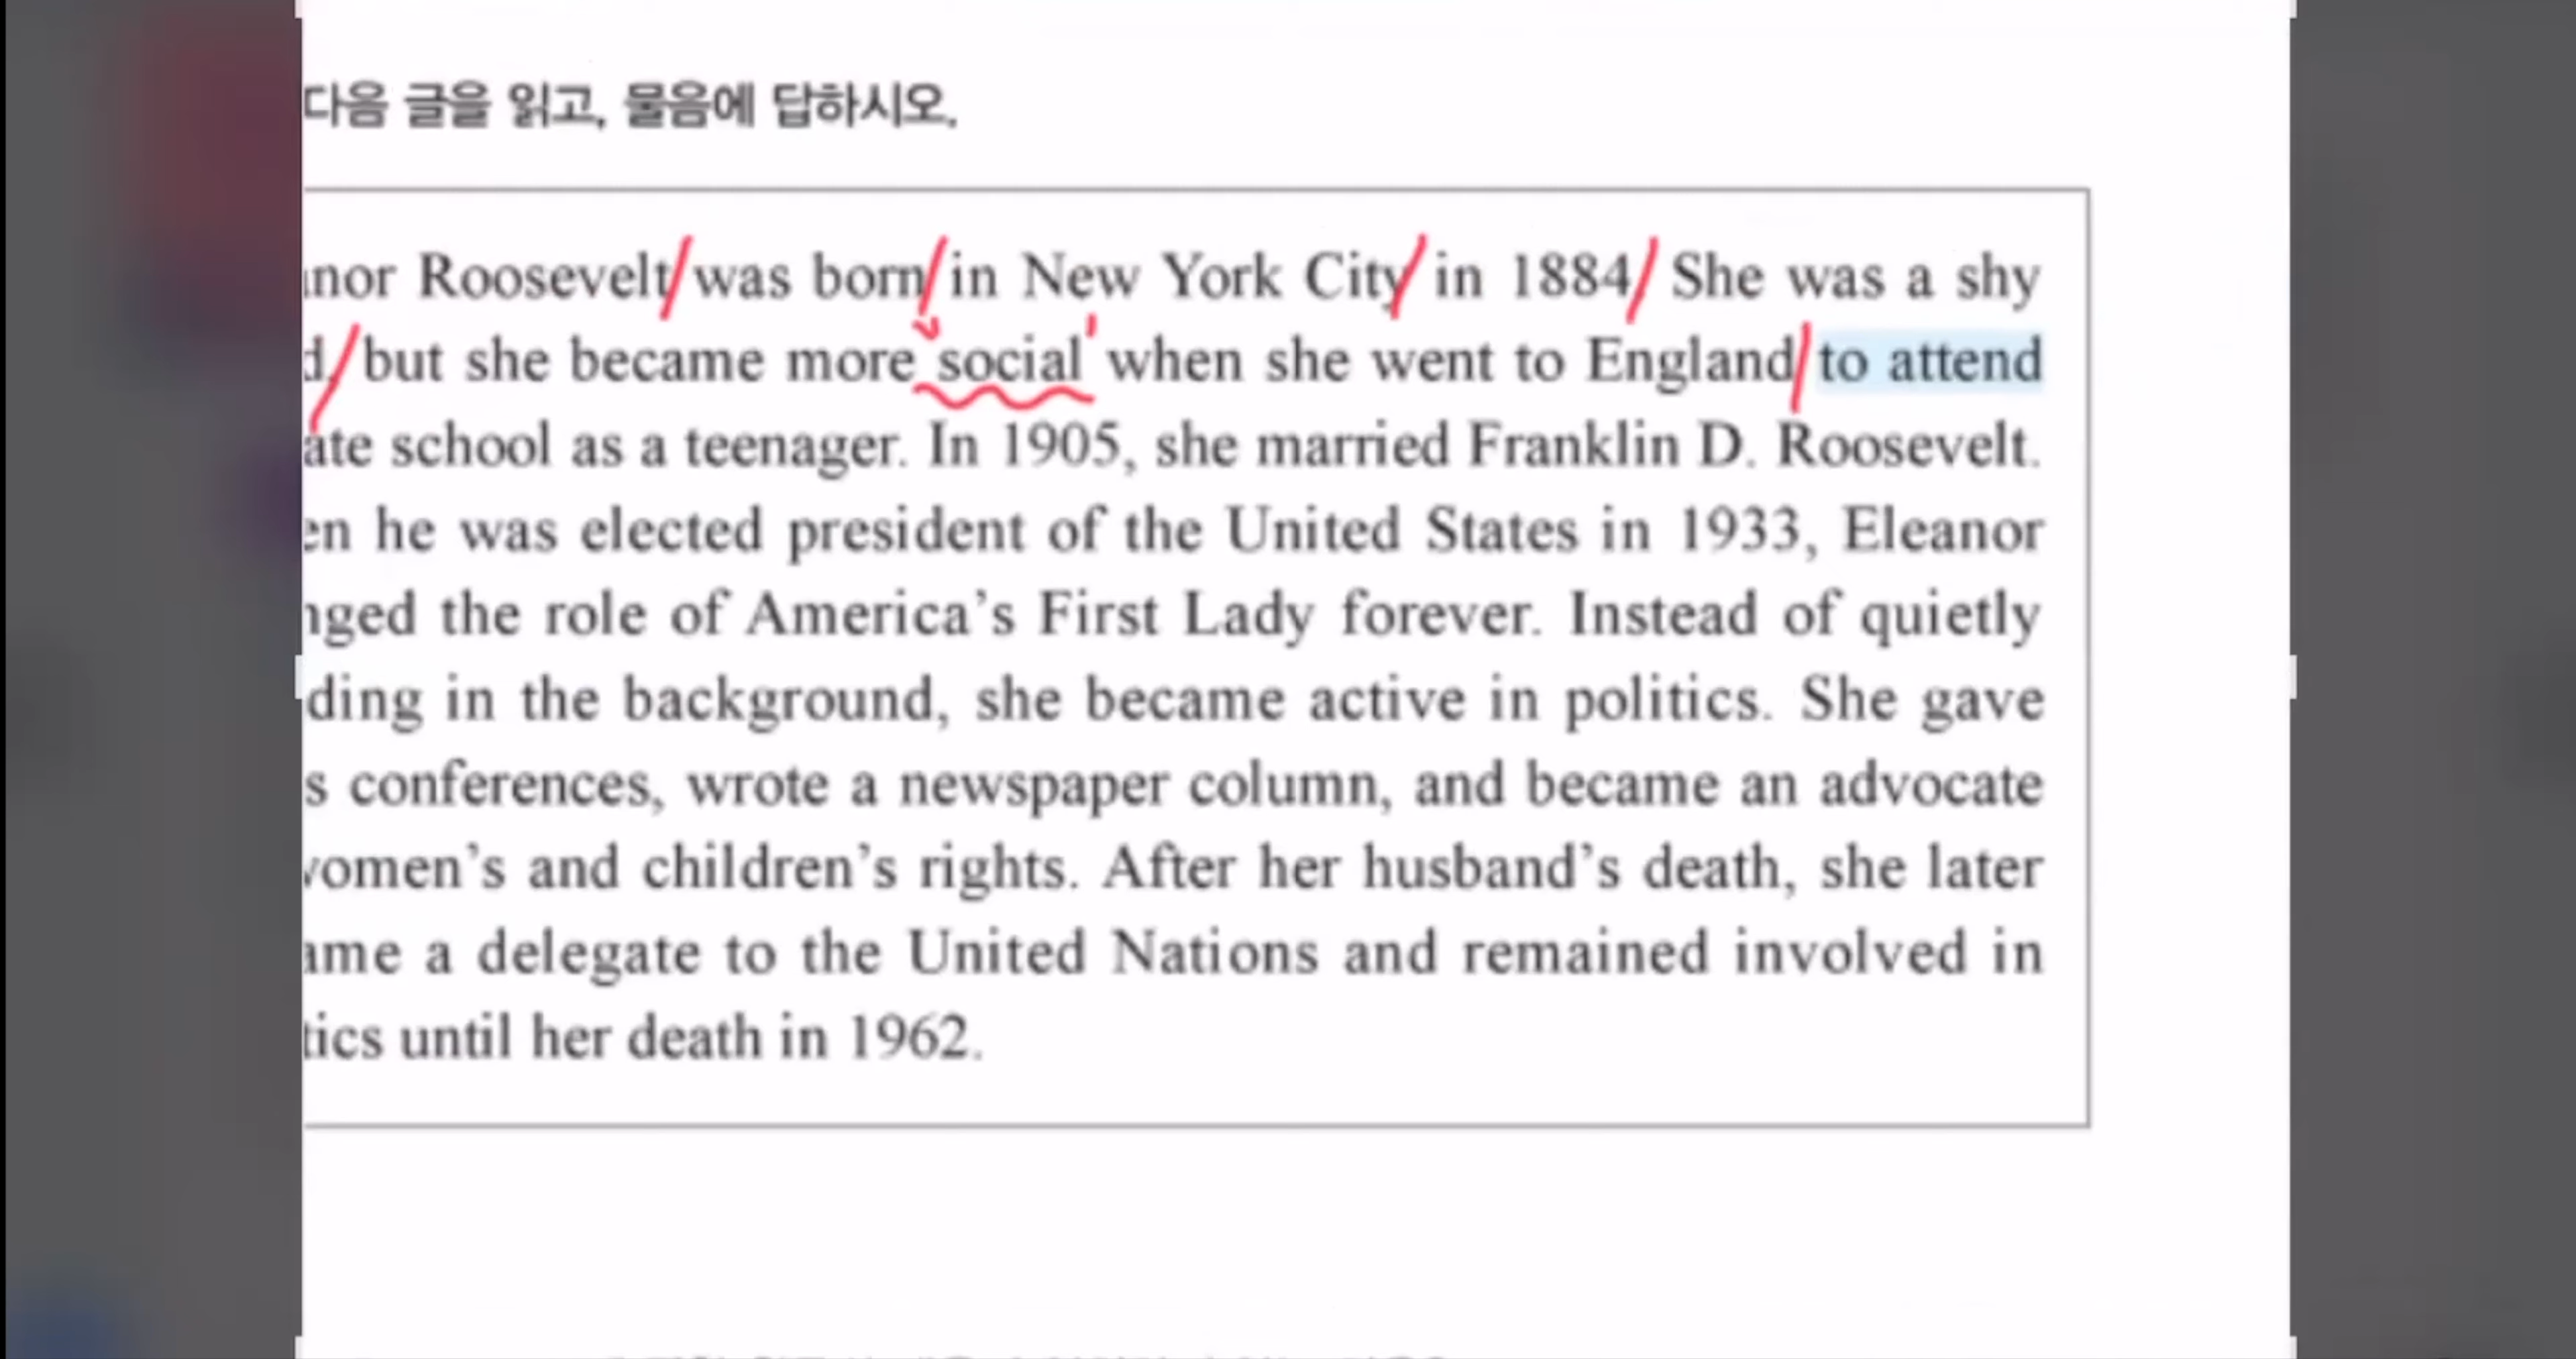 다음 글을 읽고, 물음에 답하시오.
nor Roosevelt was born in New York City in 1884. She was a shy
but she became more social when she went to England to attend
ate school as a teenager. In 1905, she married Franklin D. Roosevelt.
en he was elected president of the United States in 1933, Eleanor
nged the role of America's First Lady forever. Instead of quietly
ding in the background, she became active in politics. She gave
s conferences, wrote a newspaper column, and became an advocate
women's and children's rights. After her husband's death, she later
ame a delegate to the United Nations and remained involved in
tics until her death in 1962.